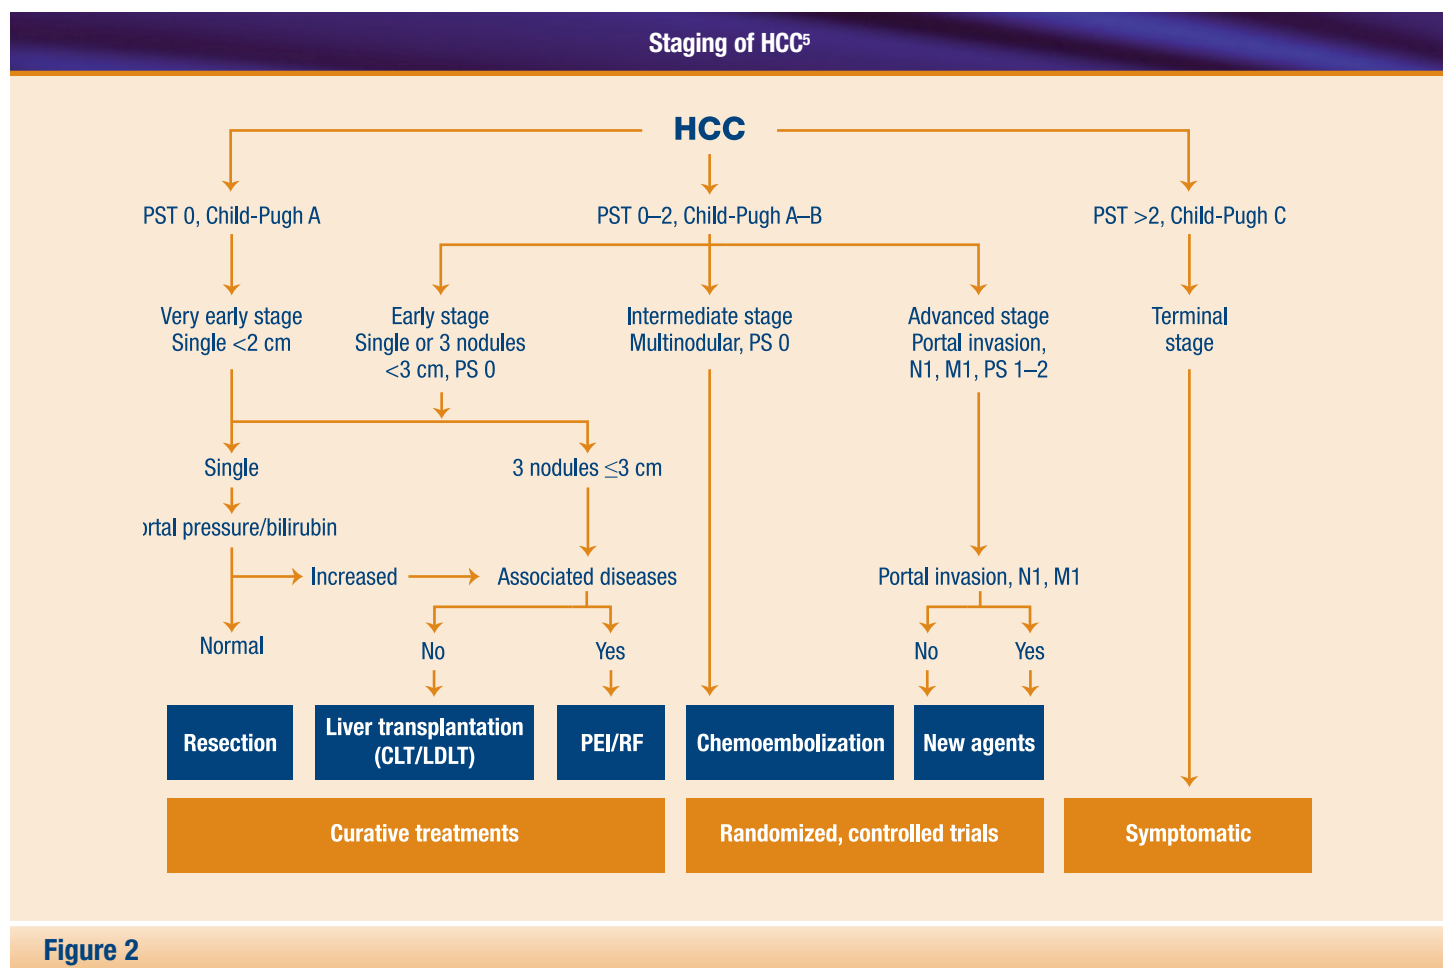 Staging of HCC⁵
HCC
PST 0, Child-Pugh A
PST 0–2, Child-Pugh A–B
PST >2, Child-Pugh C
Very early stage
Single <2 cm
Early stage
Single or 3 nodules
<3 cm, PS 0
Intermediate stage
Multinodular, PS 0
Advanced stage
Portal invasion,
N1, M1, PS 1–2
Terminal
stage
Single
3 nodules ≤3 cm
ortal pressure/bilirubin
Increased
Associated diseases
Portal invasion, N1, M1
Normal
No
Yes
No
Yes
Resection
Liver transplantation
(CLT/LDLT)
PEI/RF
Chemoembolization
New agents
Curative treatments
Randomized, controlled trials
Symptomatic
Figure 2